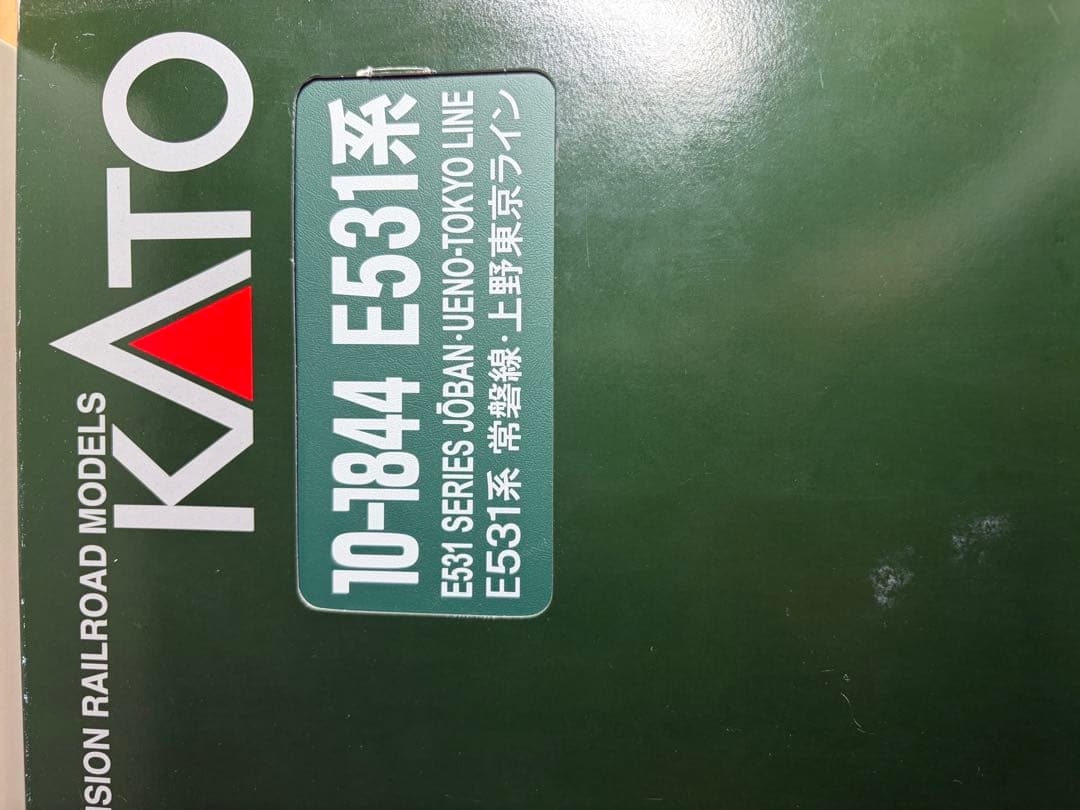 ISION RAILROAD MODELS
KATO
10-1844 E531系
E531 SERIES JŌBAN·UENO-TOKYO LINE
E531系 常磐線·上野東京ライン